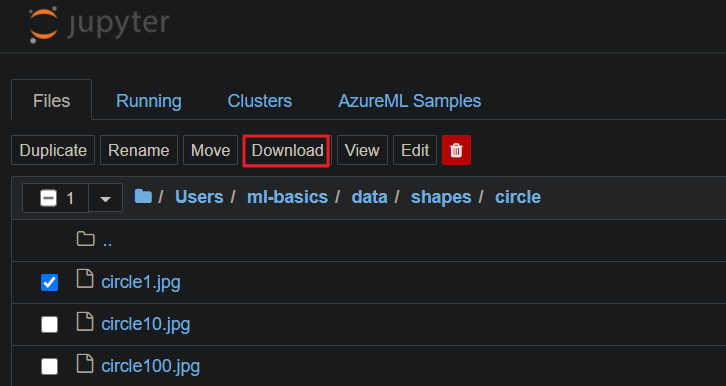 jupyter
Files Running Clusters AzureML Samples
Duplicate Rename Move Download View Edit
1 / Users / ml-basics / data / shapes / circle
..
circle1.jpg
circle10.jpg
circle100.jpg